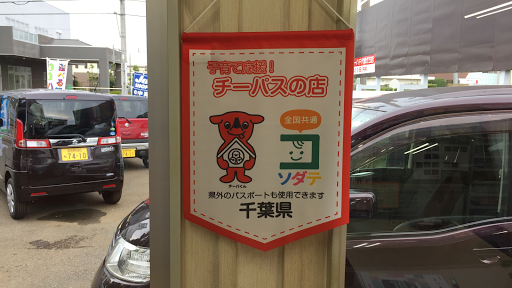 子育て応援!
チーパスの店
全国共通
チーバくん
ソダテ
県外のパスポートも使用できます
千葉県
74-10